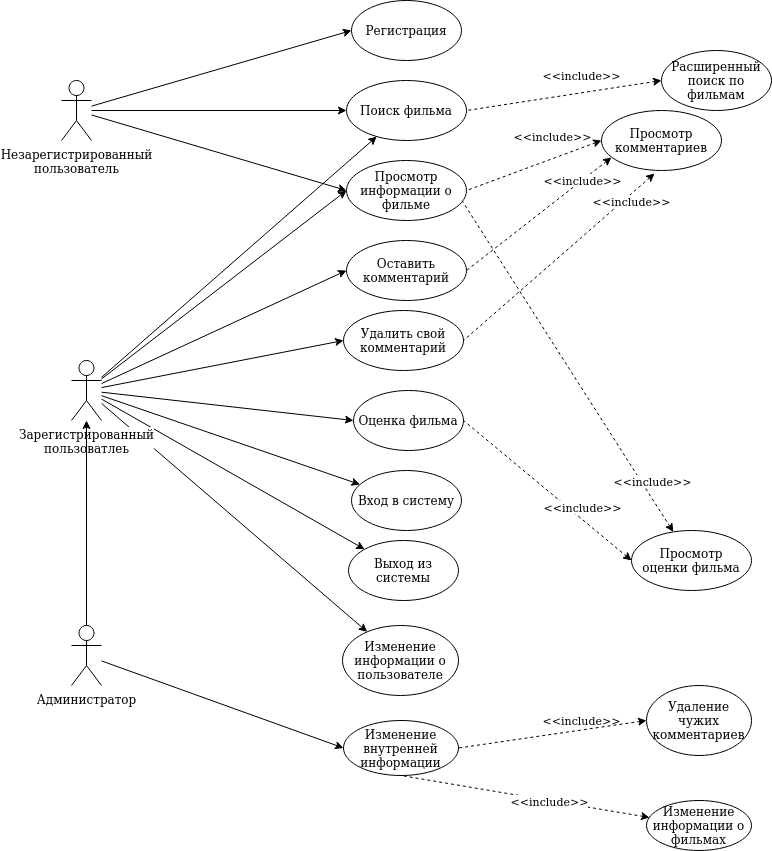 Регистрация
<<include>>
Расширенный
поиск по
фильмам
Поиск фильма
<<include>>
Просмотр
комментариев
Незарегистрированный
пользователь
Просмотр
информации о
фильме
<<include>>
<<include>>
Оставить
комментарий
Удалить свой
комментарий
Зарегистрированный
пользоватлеь
Оценка фильма
<<include>>
Вход в систему
<<include>>
Просмотр
оценки фильма
Выход из
системы
Изменение
информации о
пользователе
Администратор
Изменение
внутренней
информации
<<include>>
Удаление
чужих
комментариев
<<include>>
Изменение
информации о
фильмах